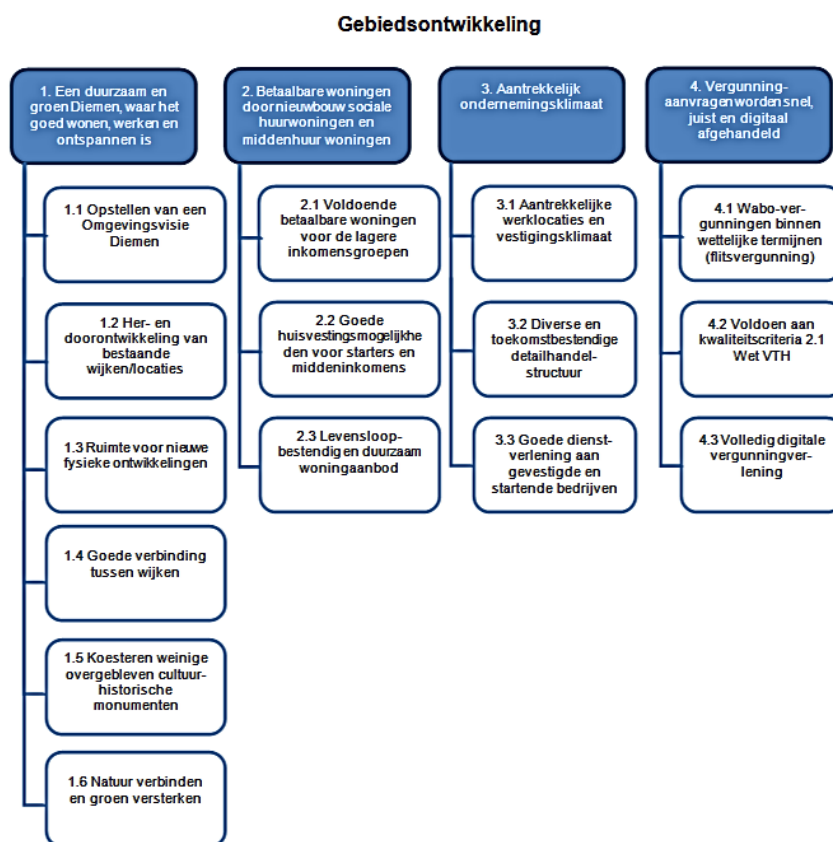 Gebiedsontwikkeling
1. Een duurzaam en
groen Diemen, waar het
goed wonen, werken en
ontspannen is
1.1 Opstellen van een
Omgevingsvisie
Diemen
1.2 Her- en
doorontwikkeling van
bestaande
wijken/locaties
1.3 Ruimte voor nieuwe
fysieke ontwikkelingen
1.4 Goede verbinding
tussen wijken
1.5 Koesteren weinige
overgebleven cultuur-
historische
monumenten
1.6 Natuur verbinden
en groen versterken
2. Betaalbare woningen
door nieuwbouw sociale
huurwoningen en
middenhuur woningen
2.1 Voldoende
betaalbare woningen
voor de lagere
inkomensgroepen
2.2 Goede
huisvestingsmogelijkhe
den voor starters en
middeninkomens
2.3 Levensloop-
bestendig en duurzaam
woningaanbod
3. Aantrekkelijk
ondernemingsklimaat
3.1 Aantrekkelijke
werklocaties en
vestigingsklimaat
3.2 Diverse en
toekomstbestendige
detailhandel-
structuur
3.3 Goede dienst-
verlening aan
gevestigde en
startende bedrijven
4. Vergunning-
aanvragen worden snel,
juist en digitaal
afgehandeld
4.1 Wabo-ver-
gunningen binnen
wettelijke termijnen
(flitsvergunning)
4.2 Voldoen aan
kwaliteitscriteria 2.1
Wet VTH
4.3 Volledig digitale
vergunningver-
lening